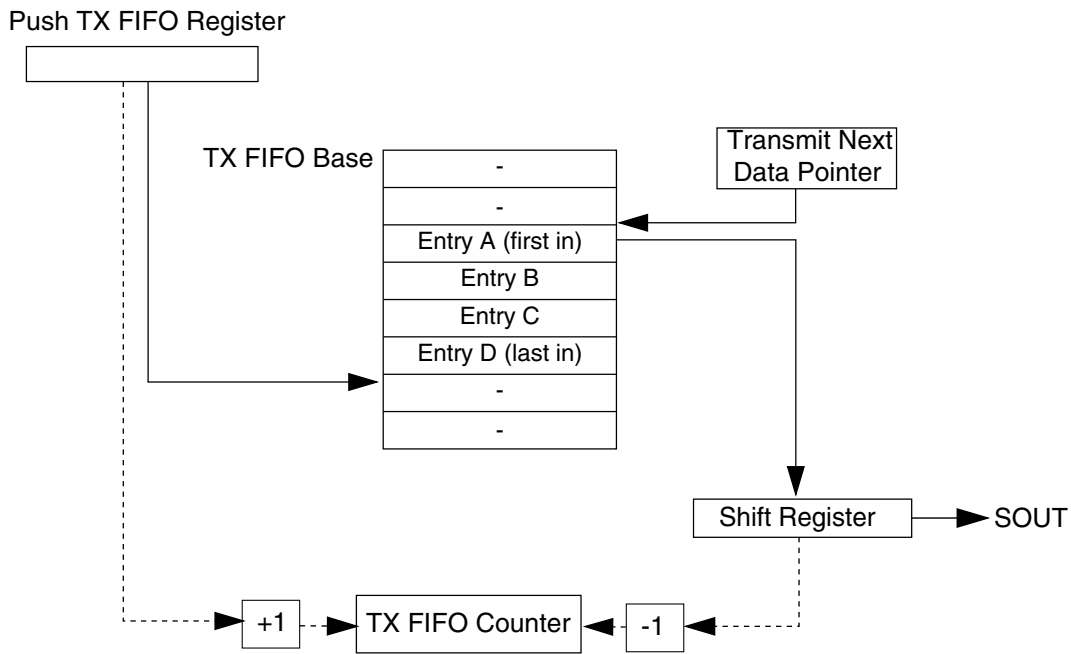 Push TX FIFO Register
TX FIFO Base
-
-
Entry A (first in)
Entry B
Entry C
Entry D (last in)
-
-
Transmit Next
Data Pointer
Shift Register
SOUT
+1
TX FIFO Counter
-1